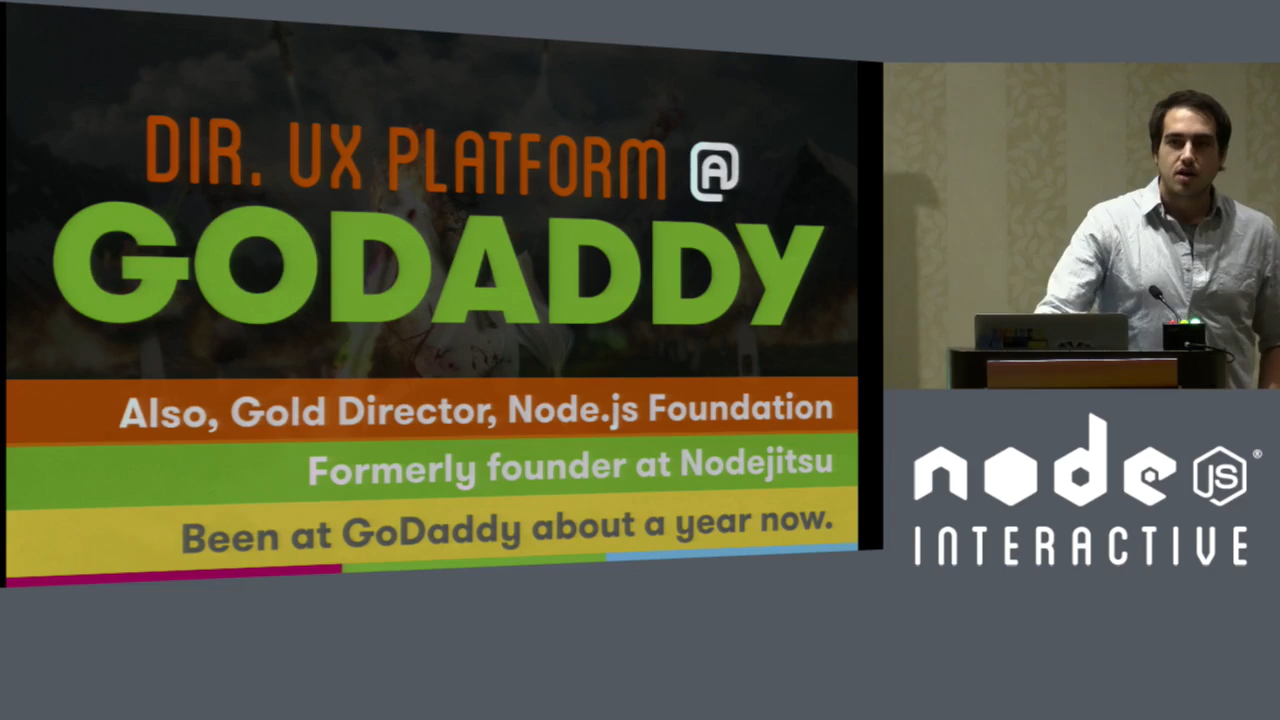 DIR. UX PLATFORM @
GODADDY
Also, Gold Director, Node.js Foundation
Formerly founder at Nodejitsu
Been at GoDaddy about a year now.
node JS ®
INTERACTIVE